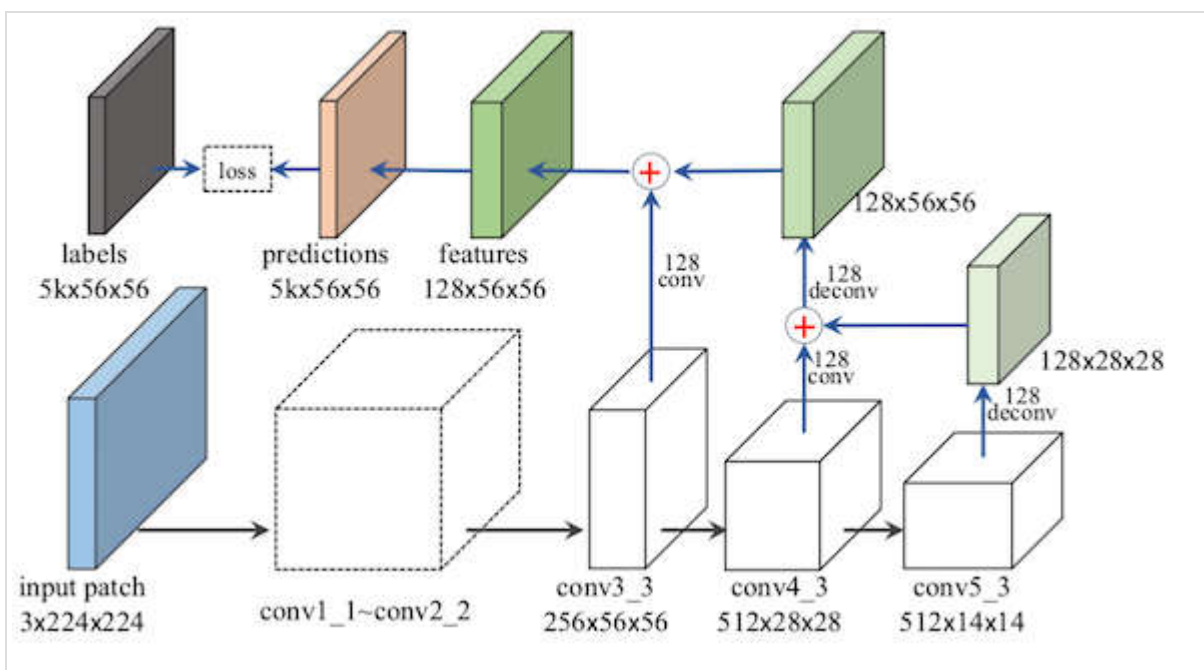 loss
128x56x56
labels
5kx56x56
predictions
5kx56x56
features
128x56x56
128
conv
128
deconv
128x28x28
128
conv
128
deconv
input patch
3x224x224
conv1_1~conv2_2
conv3_3
256x56x56
conv4_3
512x28x28
conv5_3
512x14x14